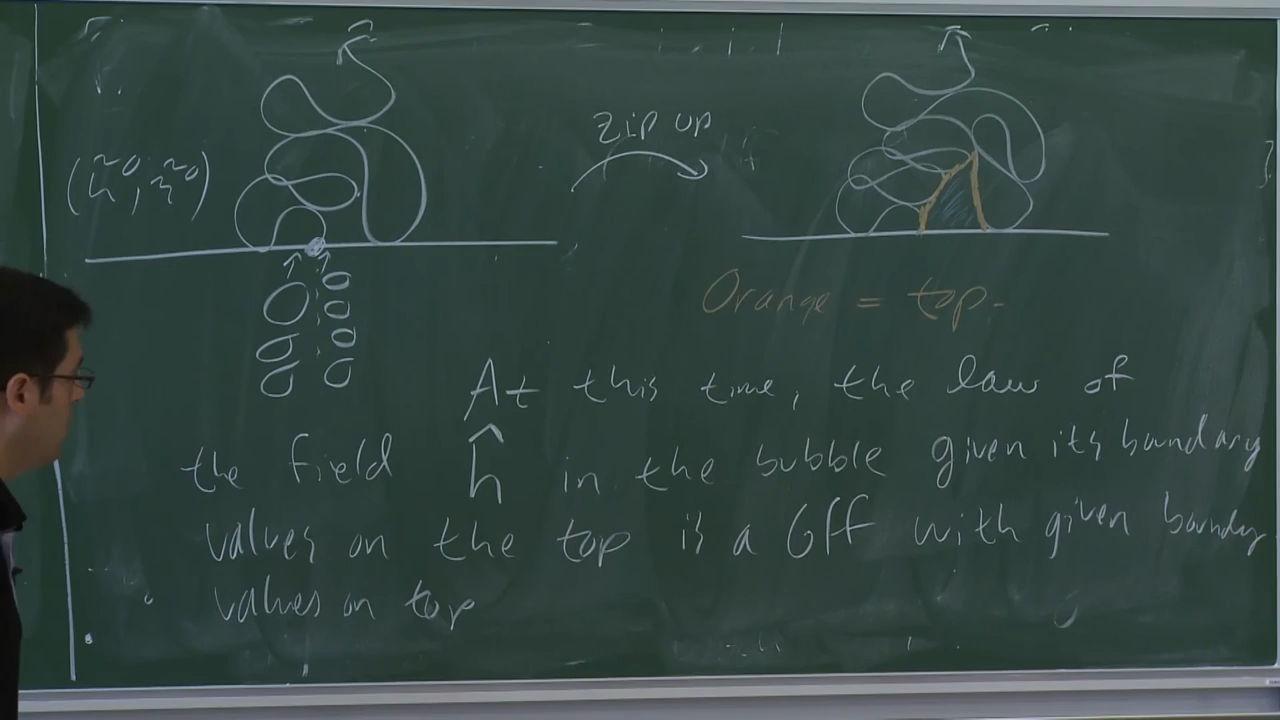 zip up
(h̃⁰, η̃⁰)
Orange = top.
At this time, the law of
the field ĥ in the bubble given its boundary
values on the top is a GFF with given boundy
values on top